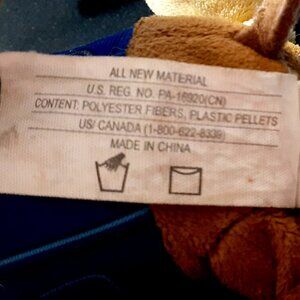 ALL NEW MATERIAL
U.S. REG. NO. PA-16920(CN)
CONTENT: POLYESTER FIBERS, PLASTIC PELLETS
US/ CANADA (1-800-622-8339)
MADE IN CHINA